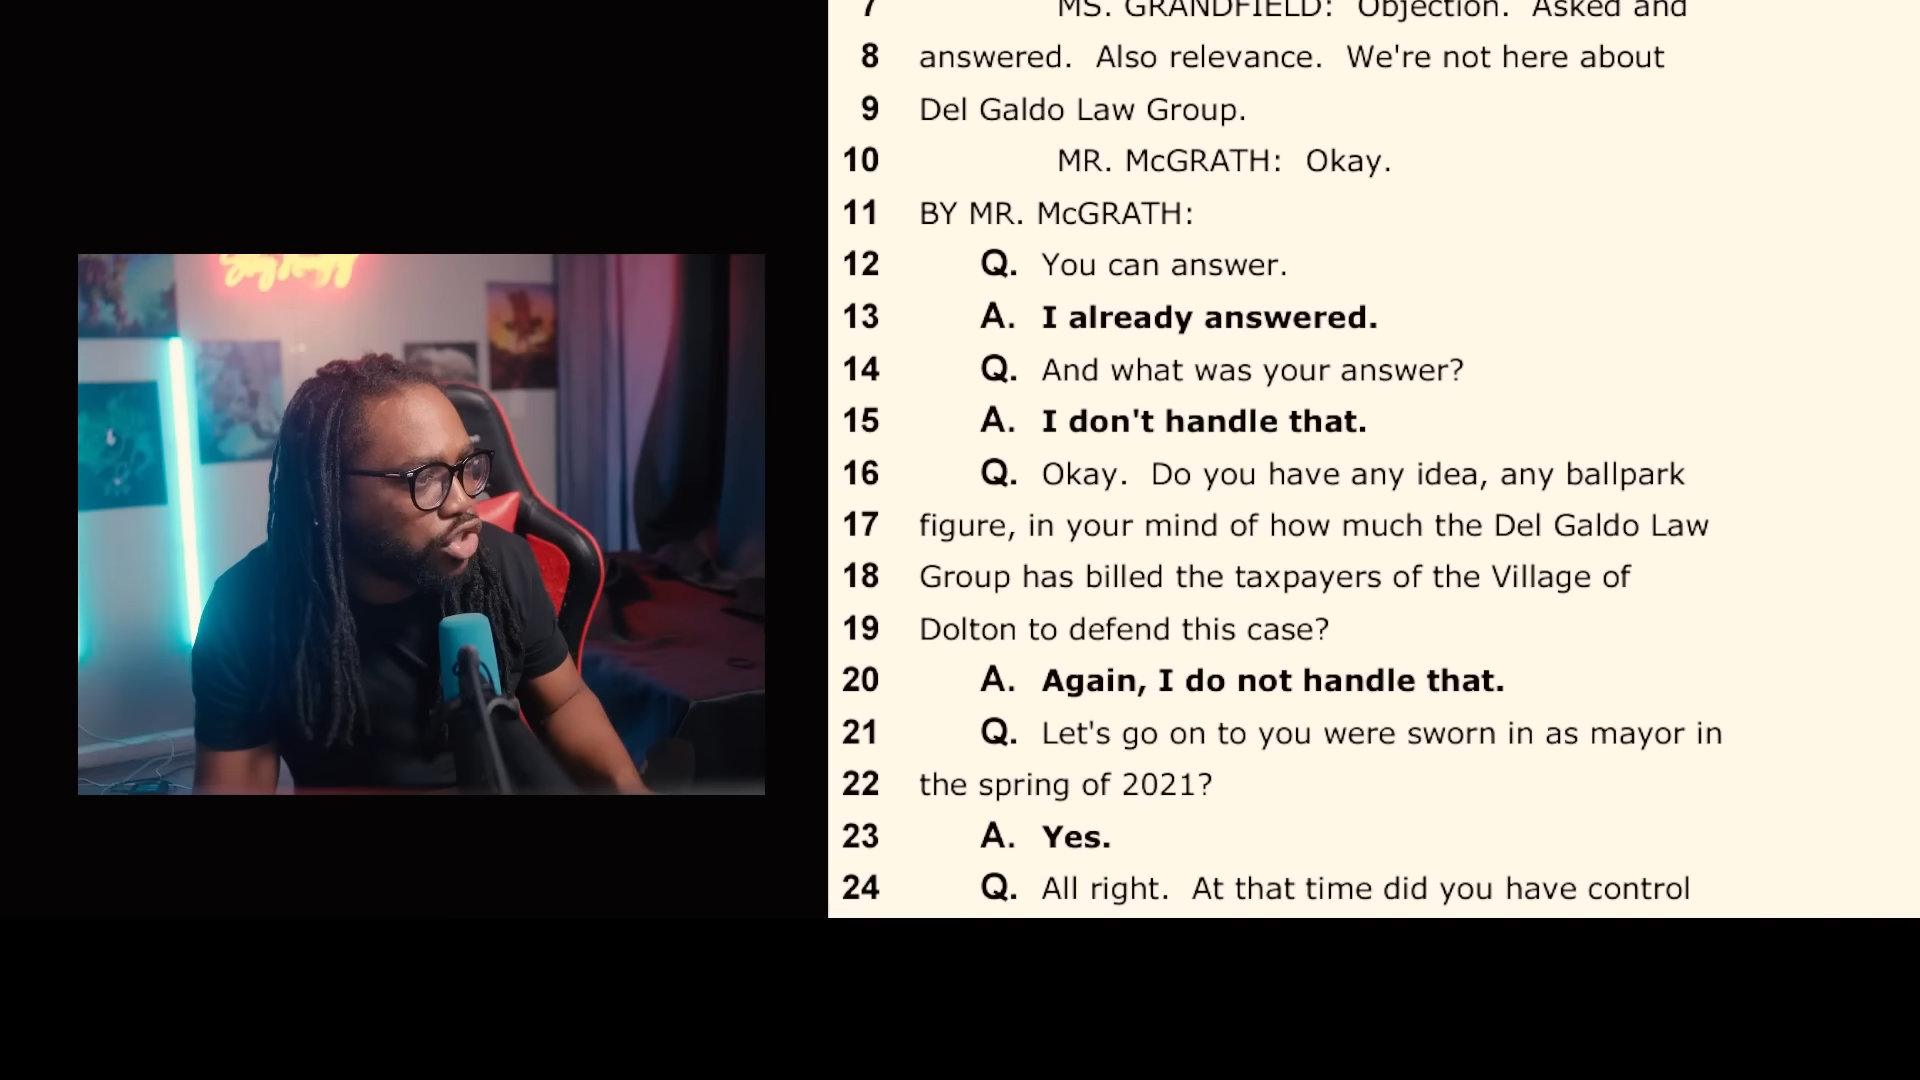 7 MS. GRANDFIELD: Objection. Asked and
8 answered. Also relevance. We're not here about
9 Del Galdo Law Group.
10 MR. McGRATH: Okay.
11 BY MR. McGRATH:
12 Q. You can answer.
13 A. I already answered.
14 Q. And what was your answer?
15 A. I don't handle that.
16 Q. Okay. Do you have any idea, any ballpark
17 figure, in your mind of how much the Del Galdo Law
18 Group has billed the taxpayers of the Village of
19 Dolton to defend this case?
20 A. Again, I do not handle that.
21 Q. Let's go on to you were sworn in as mayor in
22 the spring of 2021?
23 A. Yes.
24 Q. All right. At that time did you have control